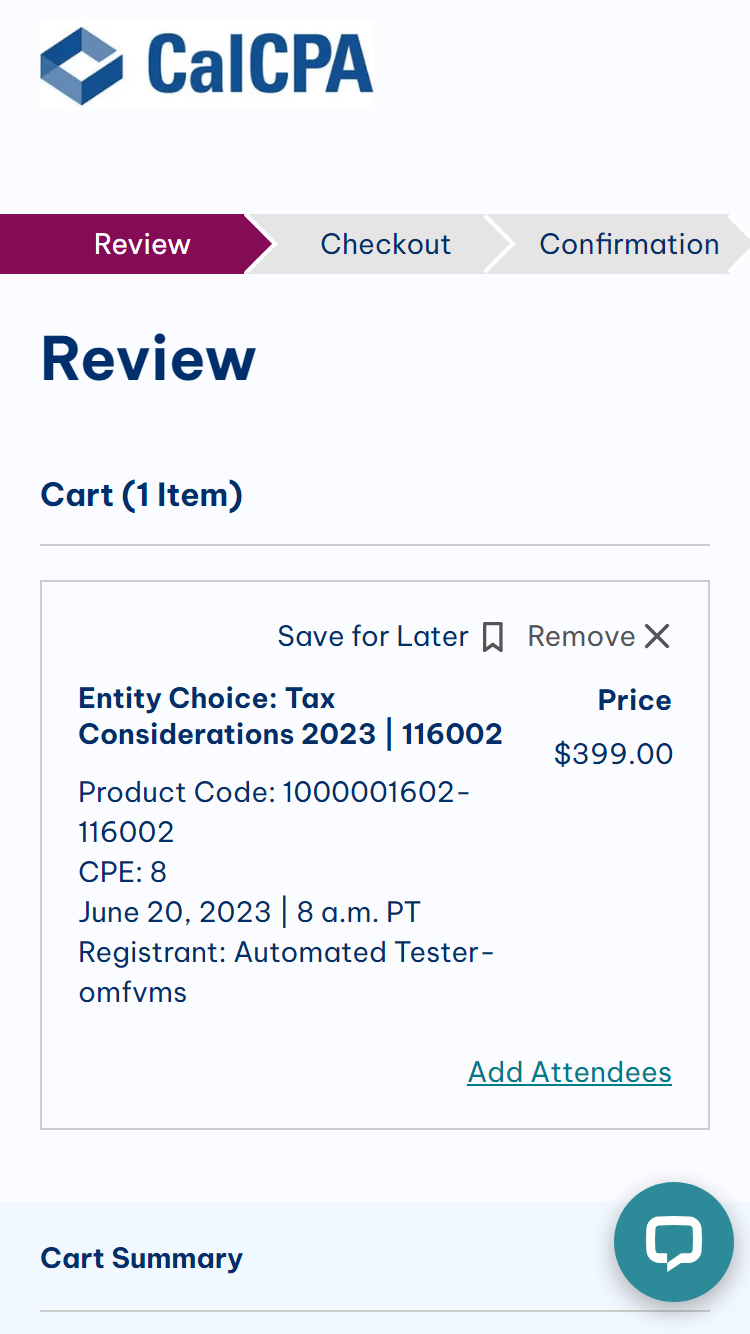 CalCPA
Review
Checkout
Confirmation
Review
Cart (1 Item)
Save for Later
Remove
Entity Choice: Tax
Considerations 2023 | 116002
Price
$399.00
Product Code: 1000001602-
116002
CPE: 8
June 20, 2023 | 8 a.m. PT
Registrant: Automated Tester-
omfvms
Add Attendees
Cart Summary